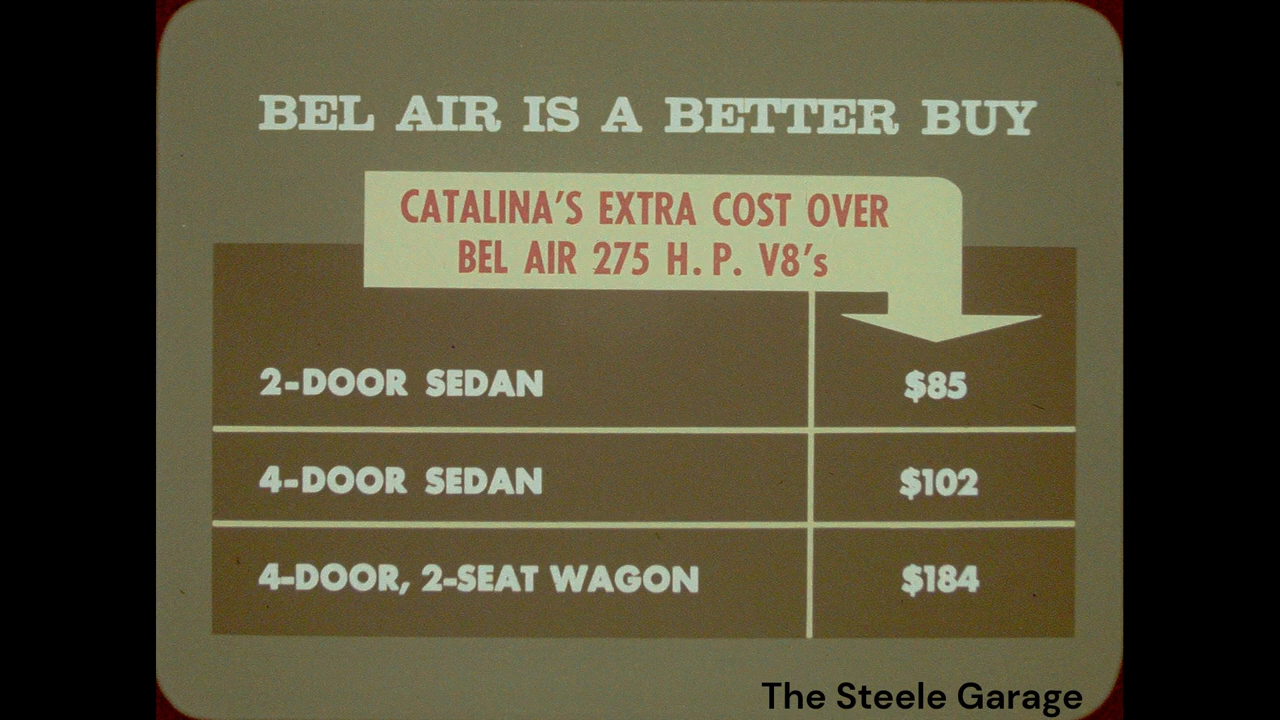 BEL AIR IS A BETTER BUY
CATALINA'S EXTRA COST OVER
BEL AIR 275 H.P. V8's
2-DOOR SEDAN $85
4-DOOR SEDAN $102
4-DOOR, 2-SEAT WAGON $184
The Steele Garage